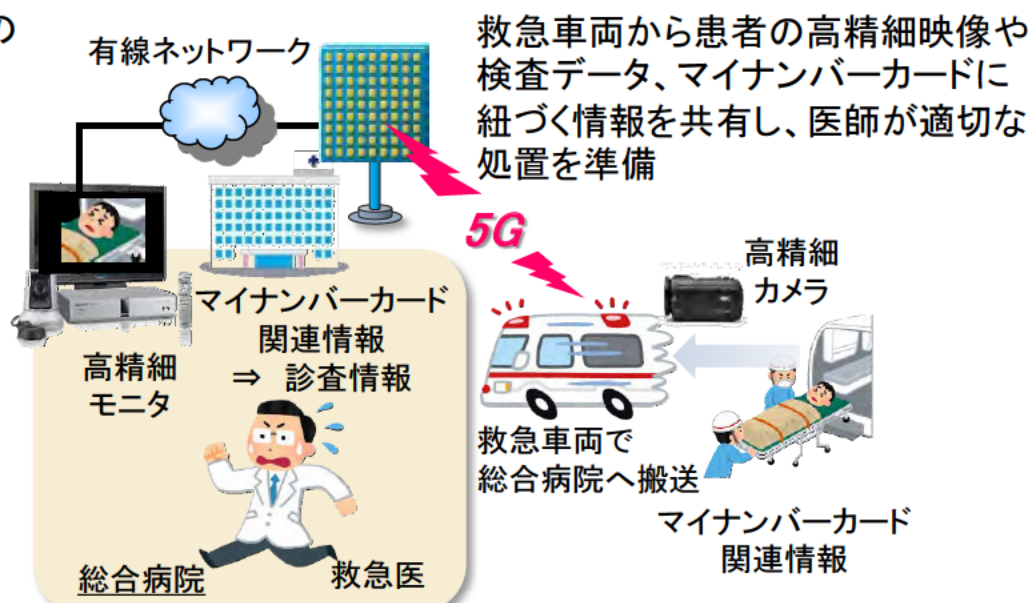 の
有線ネットワーク
救急車両から患者の高精細映像や
検査データ、マイナンバーカードに
紐づく情報を共有し、医師が適切な
処置を準備
5G
高精細
カメラ
マイナンバーカード
関連情報
⇒ 診査情報
高精細
モニタ
救急車両で
総合病院へ搬送
マイナンバーカード
関連情報
総合病院
救急医